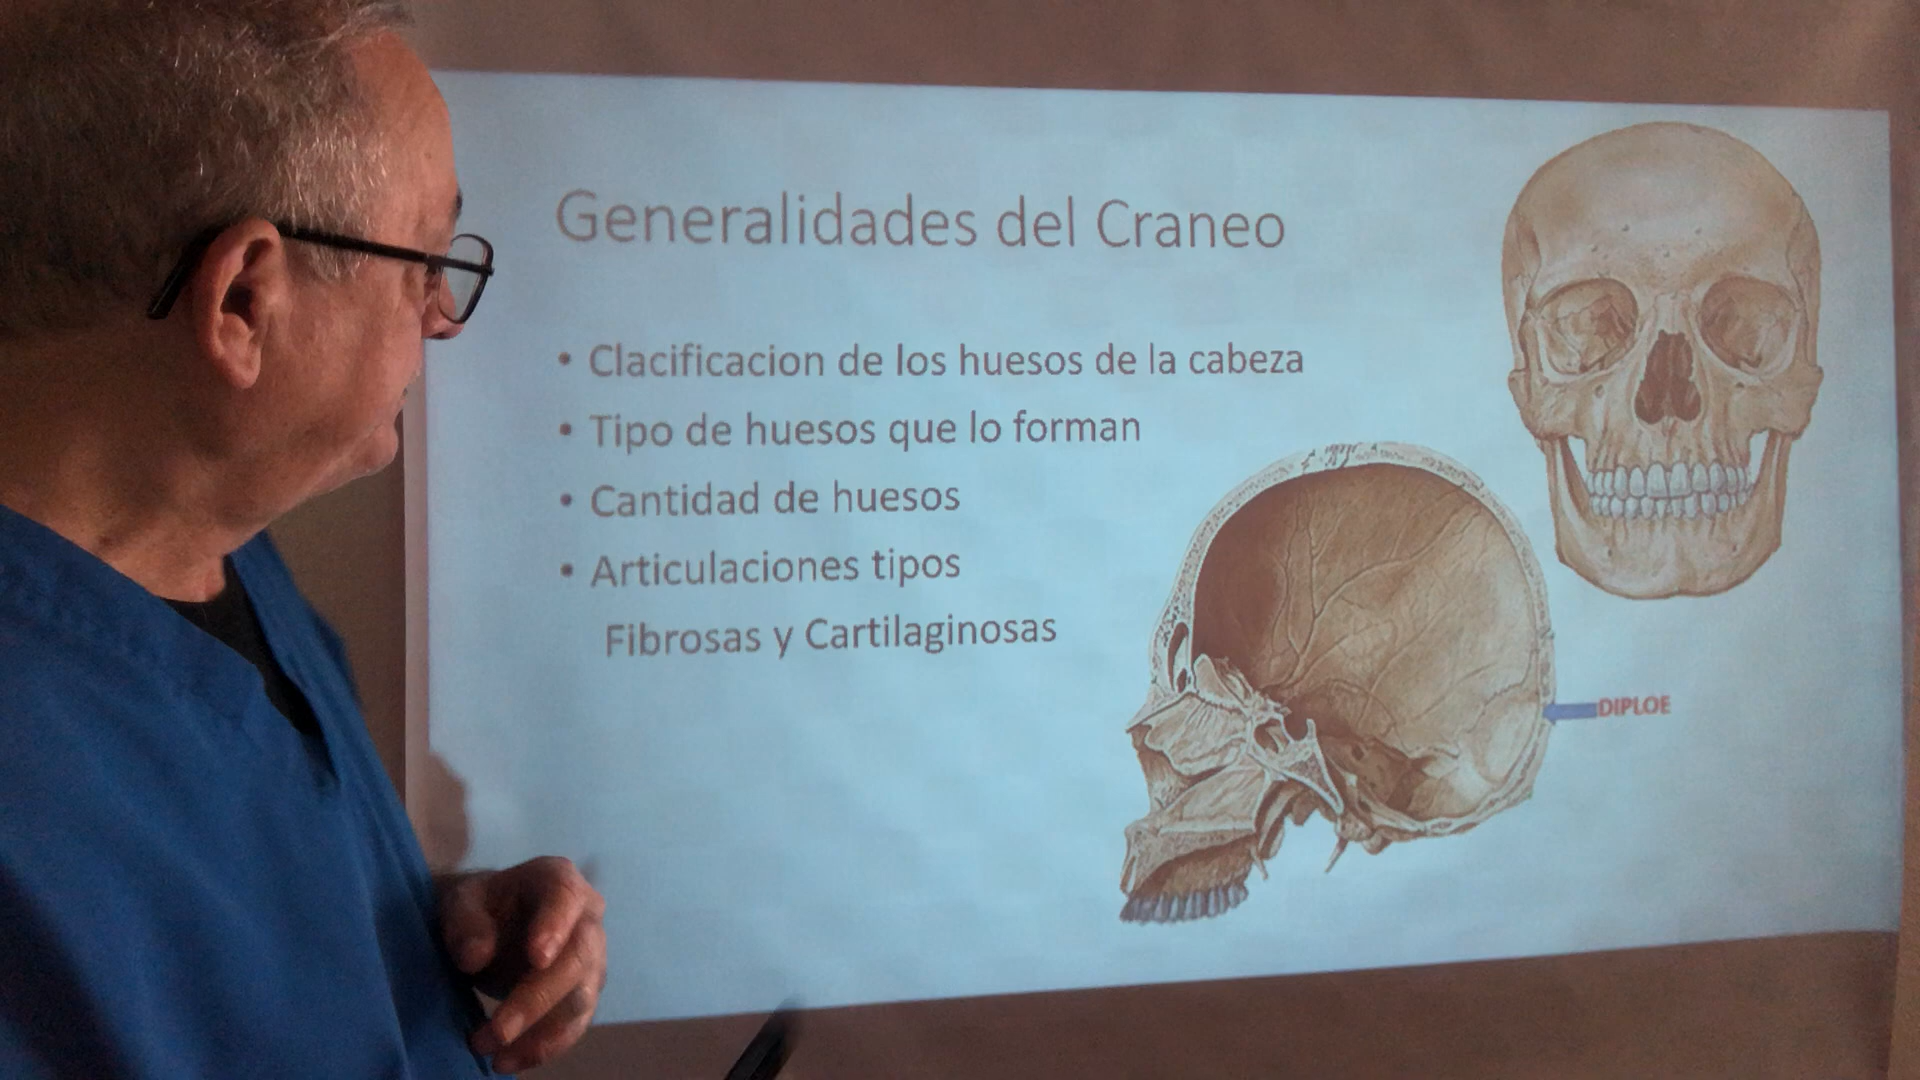 Generalidades del Craneo
• Clacificacion de los huesos de la cabeza
• Tipo de huesos que lo forman
• Cantidad de huesos
• Articulaciones tipos
Fibrosas y Cartilaginosas
DIPLOE